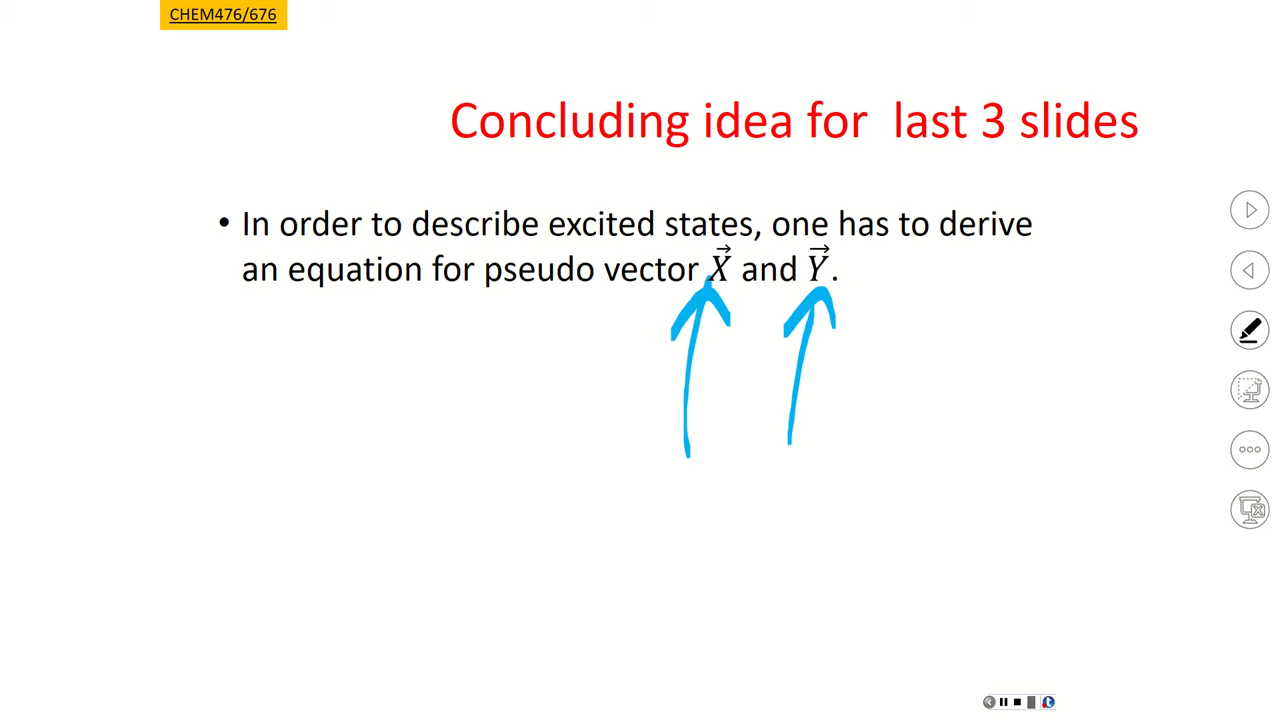 CHEM476/676
Concluding idea for last 3 slides
• In order to describe excited states, one has to derive
an equation for pseudo vector X⃗ and Y⃗.